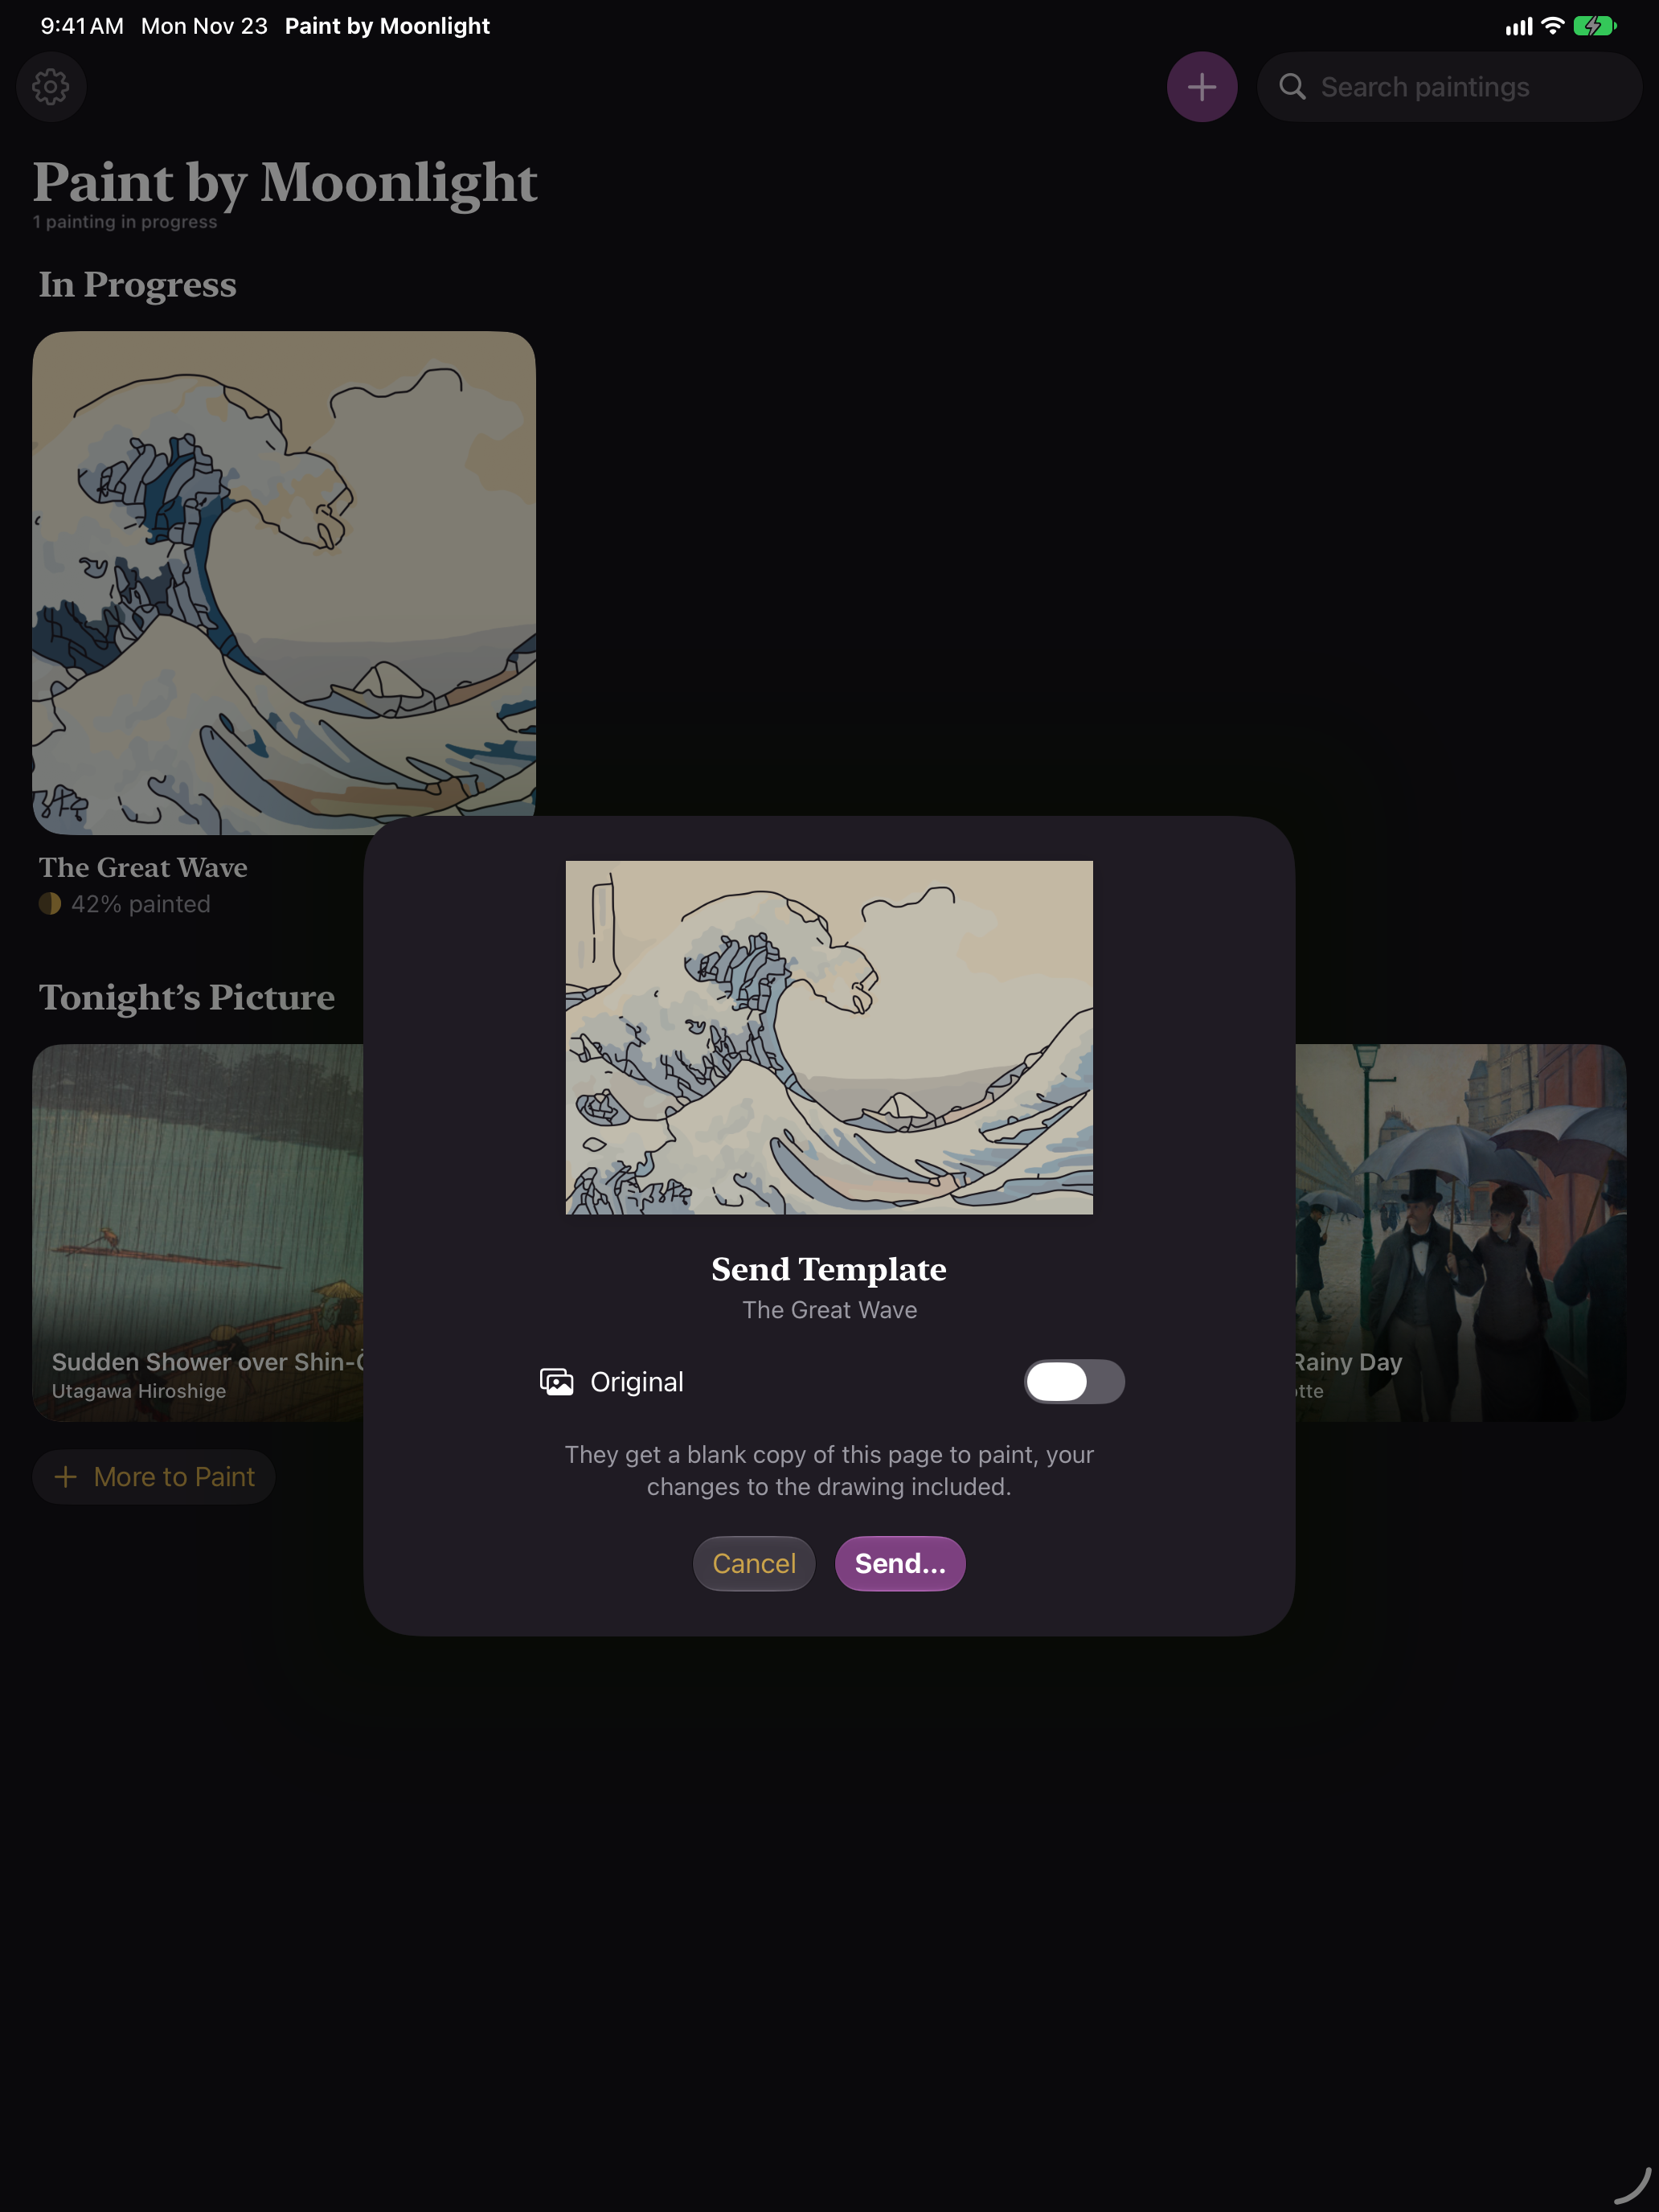 9:41 AM Mon Nov 23 Paint by Moonlight
Search paintings
Paint by Moonlight
1 painting in progress
In Progress
The Great Wave
42% painted
Tonight’s Picture
Sudden Shower over Shin-
Utagawa Hiroshige
Rainy Day
otte
More to Paint
Send Template
The Great Wave
Original
They get a blank copy of this page to paint, your
changes to the drawing included.
Cancel
Send...